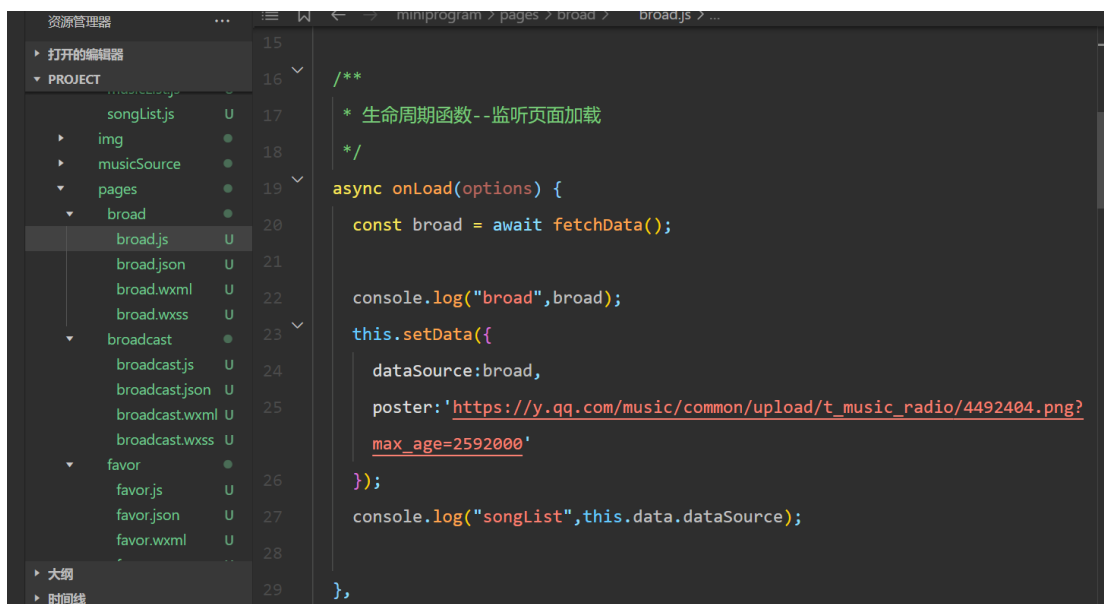 资源管理器 ...
miniprogram > pages > broad > broad.js > ...
打开的编辑器
PROJECT
musicList.js
songList.js U
img
musicSource
pages
broad
broad.js U
broad.json U
broad.wxml U
broad.wxss U
broadcast
broadcast.js U
broadcast.json U
broadcast.wxml U
broadcast.wxss U
favor
favor.js U
favor.json U
favor.wxml U
大纲
时间线
15
16 /**
17 * 生命周期函数--监听页面加载
18 */
19 async onLoad(options) {
20 const broad = await fetchData();
21
22 console.log("broad",broad);
23 this.setData({
24 dataSource:broad,
25 poster:'https://y.qq.com/music/common/upload/t_music_radio/4492404.png?
max_age=2592000'
26 });
27 console.log("songList",this.data.dataSource);
28
29 },